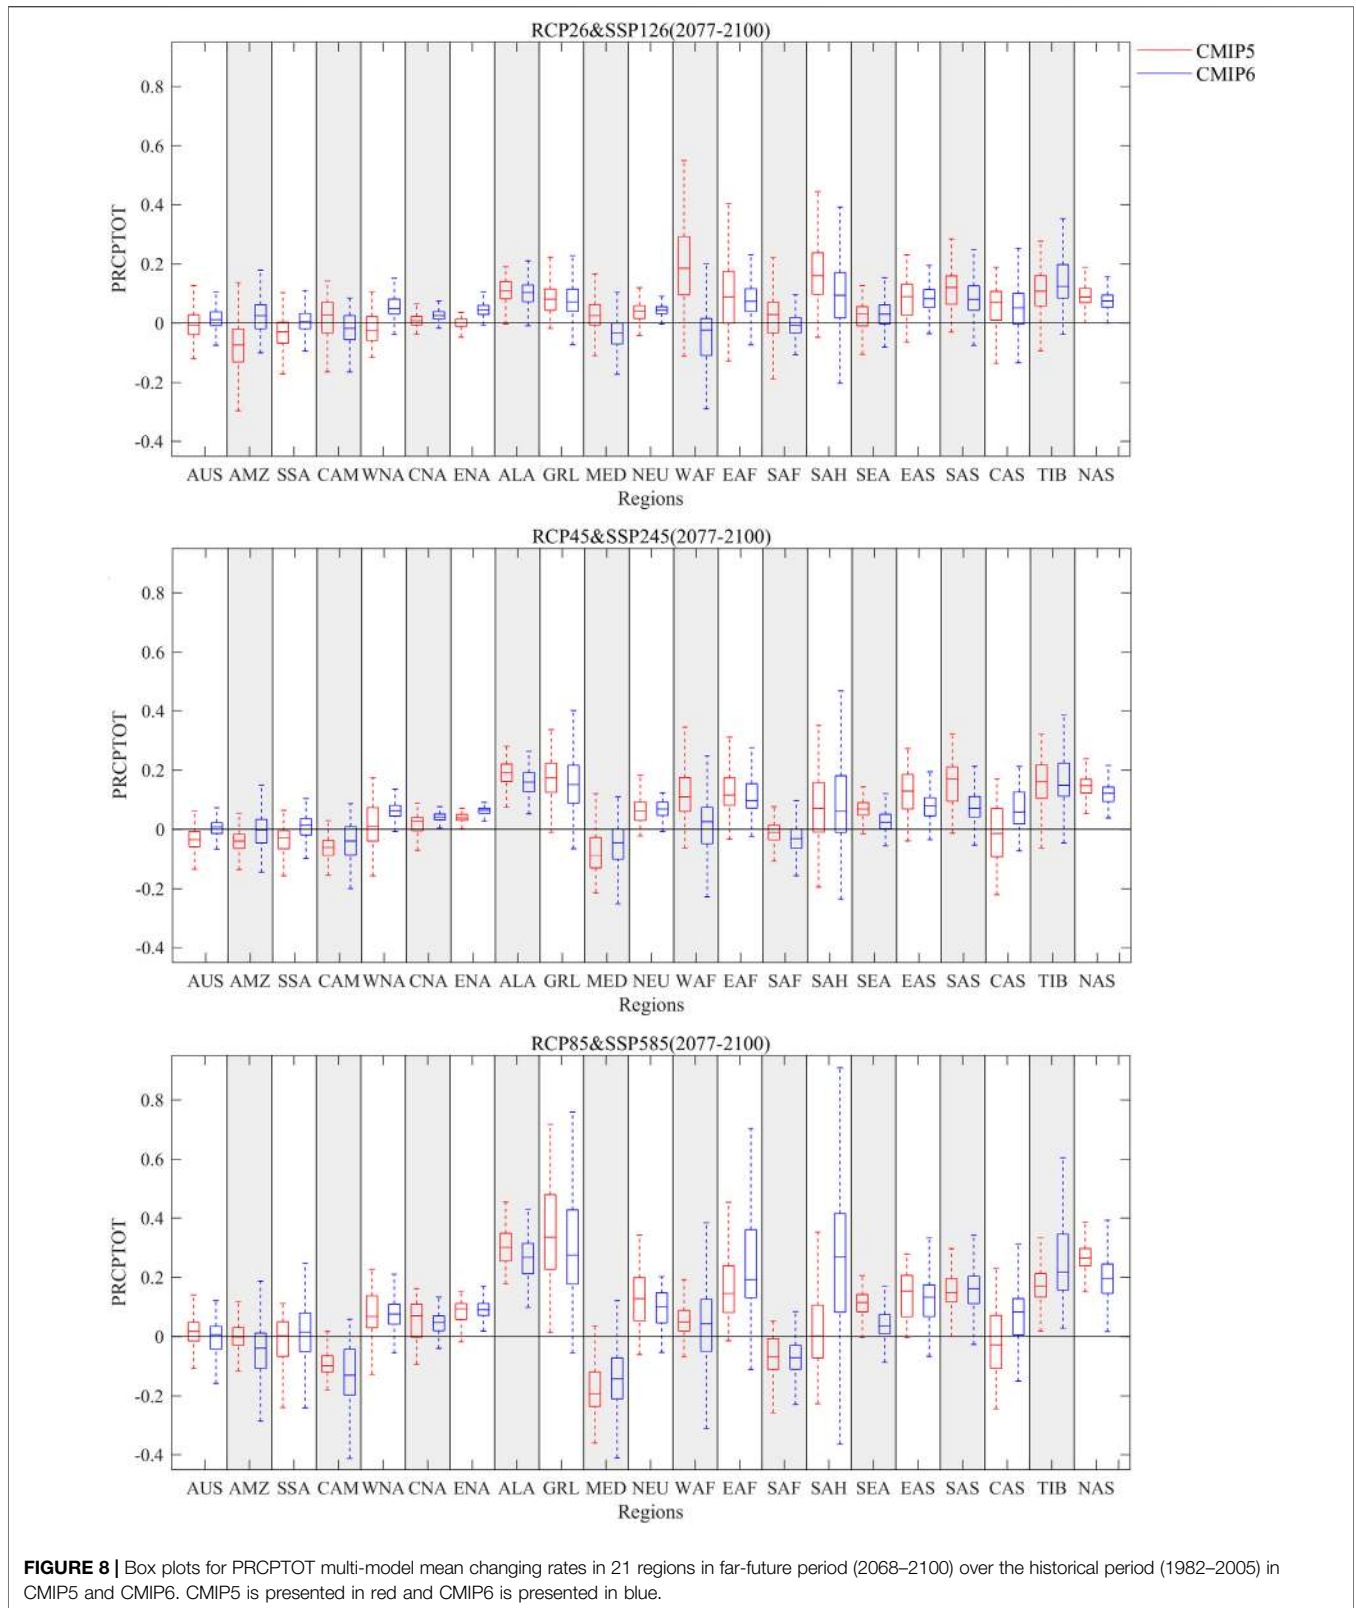 RCP26&SSP126(2077-2100)
CMIP5
CMIP6
0.8
0.6
0.4
0.2
0
-0.2
-0.4
PRCPTOT
AUS AMZ SSA CAM WNA CNA ENA ALA GRL MED NEU WAF EAF SAF SAH SEA EAS SAS CAS TIB NAS
Regions
RCP45&SSP245(2077-2100)
0.8
0.6
0.4
0.2
0
-0.2
-0.4
PRCPTOT
AUS AMZ SSA CAM WNA CNA ENA ALA GRL MED NEU WAF EAF SAF SAH SEA EAS SAS CAS TIB NAS
Regions
RCP85&SSP585(2077-2100)
0.8
0.6
0.4
0.2
0
-0.2
-0.4
PRCPTOT
AUS AMZ SSA CAM WNA CNA ENA ALA GRL MED NEU WAF EAF SAF SAH SEA EAS SAS CAS TIB NAS
Regions
FIGURE 8 | Box plots for PRCPTOT multi-model mean changing rates in 21 regions in far-future period (2068–2100) over the historical period (1982–2005) in
CMIP5 and CMIP6. CMIP5 is presented in red and CMIP6 is presented in blue.